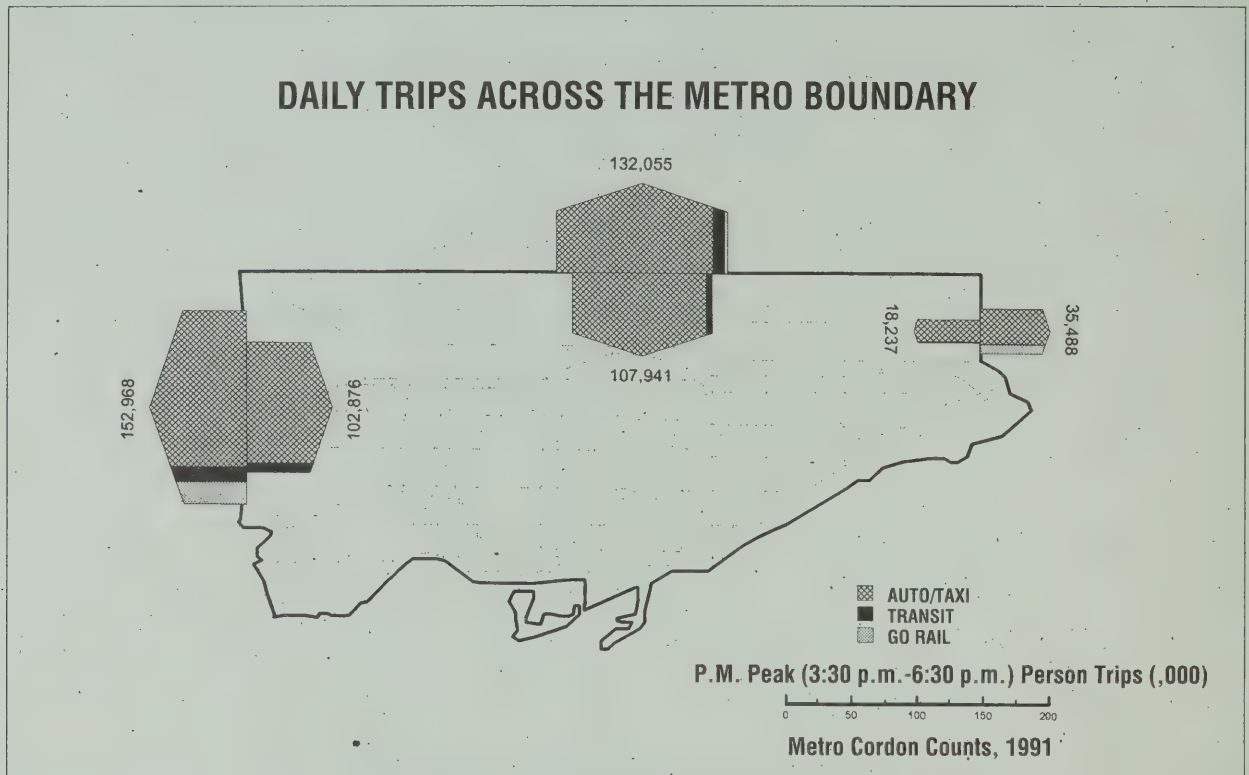 DAILY TRIPS ACROSS THE METRO BOUNDARY
132,055
18,237
35,488
107,941
152,968
102,876
AUTO/TAXI
TRANSIT
GO RAIL
P.M. Peak (3:30 p.m.-6:30 p.m.) Person Trips (,000)
0 50 100 150 200
Metro Cordon Counts, 1991